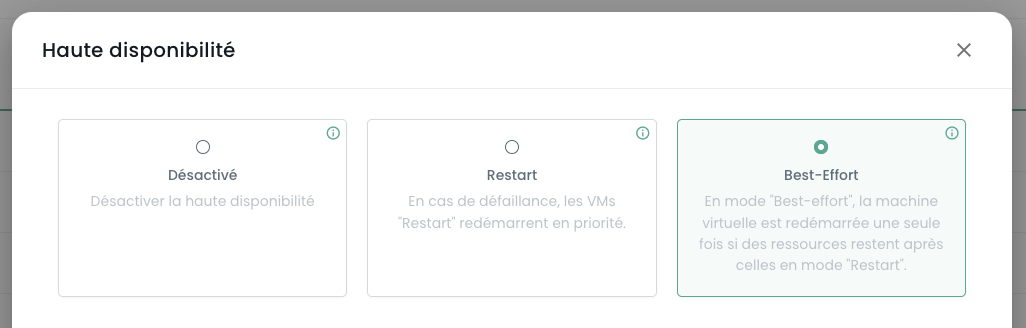 Haute disponibilité
Désactivé
Désactiver la haute disponibilité
Restart
En cas de défaillance, les VMs
"Restart" redémarrent en priorité.
Best-Effort
En mode "Best-effort", la machine
virtuelle est redémarrée une seule
fois si des ressources restent après
celles en mode "Restart".